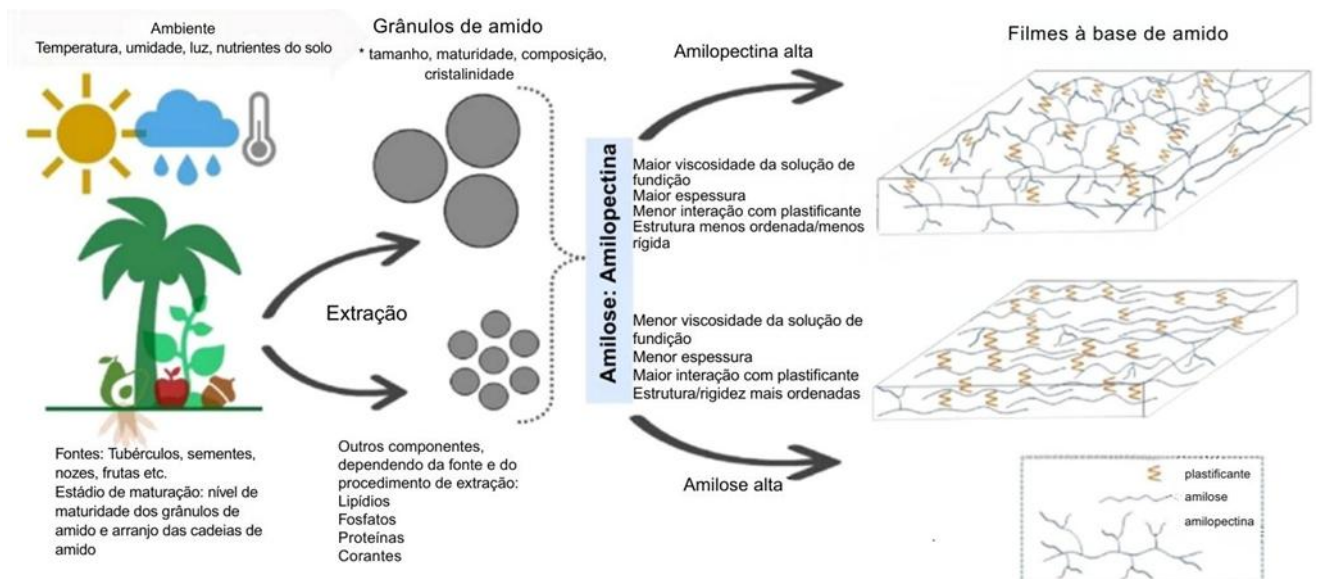 Ambiente
Temperatura, umidade, luz, nutrientes do solo
Grânulos de amido
* tamanho, maturidade, composição,
cristalinidade
Extração
Fontes: Tubérculos, sementes,
nozes, frutas etc.
Estádio de maturação: nível de
maturidade dos grânulos de
amido e arranjo das cadeias de
amido
Outros componentes,
dependendo da fonte e do
procedimento de extração:
Lipídios
Fosfatos
Proteínas
Corantes
Amilose: Amilopectina
Amilopectina alta
Maior viscosidade da solução de
fundição
Maior espessura
Menor interação com plastificante
Estrutura menos ordenada/menos
rígida
Menor viscosidade da solução de
fundição
Menor espessura
Maior interação com plastificante
Estrutura/rigidez mais ordenadas
Amilose alta
Filmes à base de amido
plastificante
amilose
amilopectina